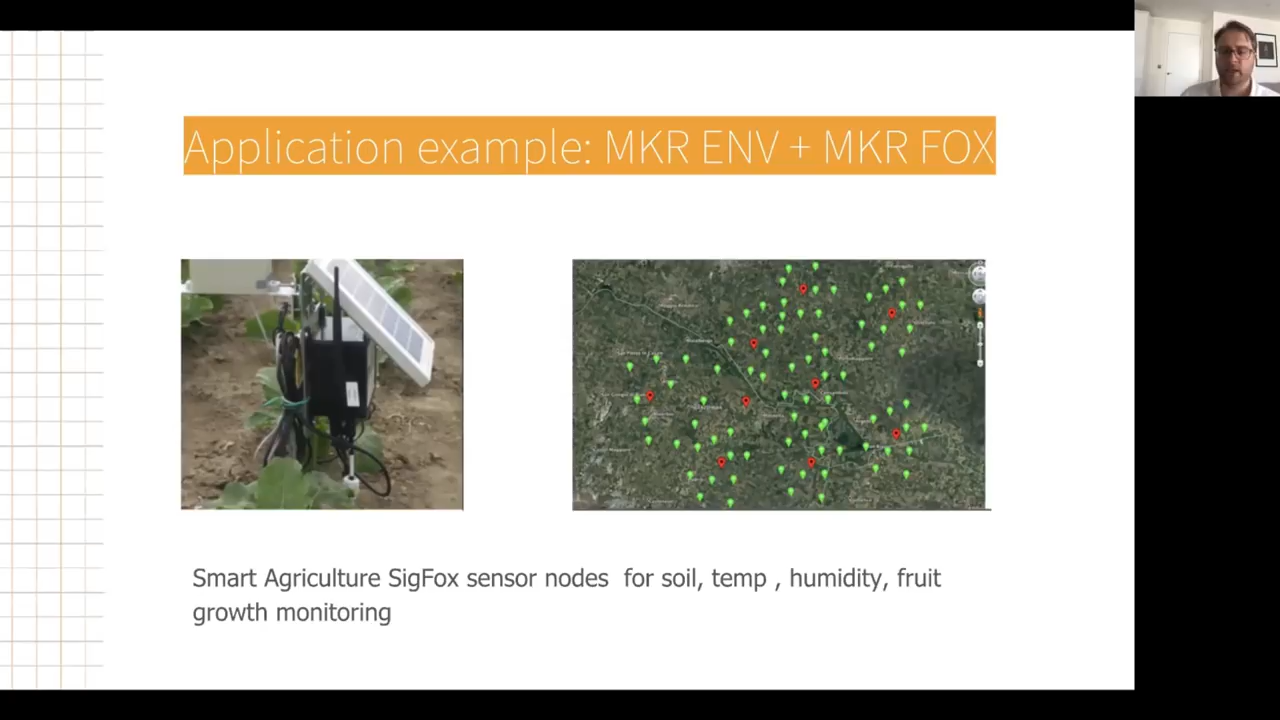 Application example: MKR ENV + MKR FOX
Smart Agriculture SigFox sensor nodes  for soil, temp , humidity, fruit
growth monitoring